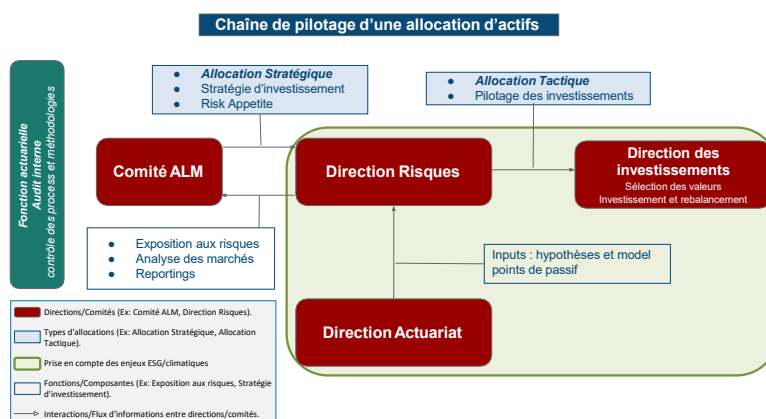 Chaîne de pilotage d'une allocation d'actifs
Fonction actuarielle
Audit interne
contrôle des process et méthodologies
Allocation Stratégique
Stratégie d'investissement
Risk Appetite
Allocation Tactique
Pilotage des investissements
Comité ALM
Direction Risques
Direction des
investissements
Sélection des valeurs
Investissement et rebalancement
Exposition aux risques
Analyse des marchés
Reportings
Inputs : hypothèses et model
points de passif
Direction Actuariat
Directions/Comités (Ex: Comité ALM, Direction Risques).
Types d'allocations (Ex: Allocation Stratégique, Allocation
Tactique).
Prise en compte des enjeux ESG/climatiques
Fonctions/Composantes (Ex: Exposition aux risques, Stratégie
d'investissement).
Interactions/Flux d'informations entre directions/comités.